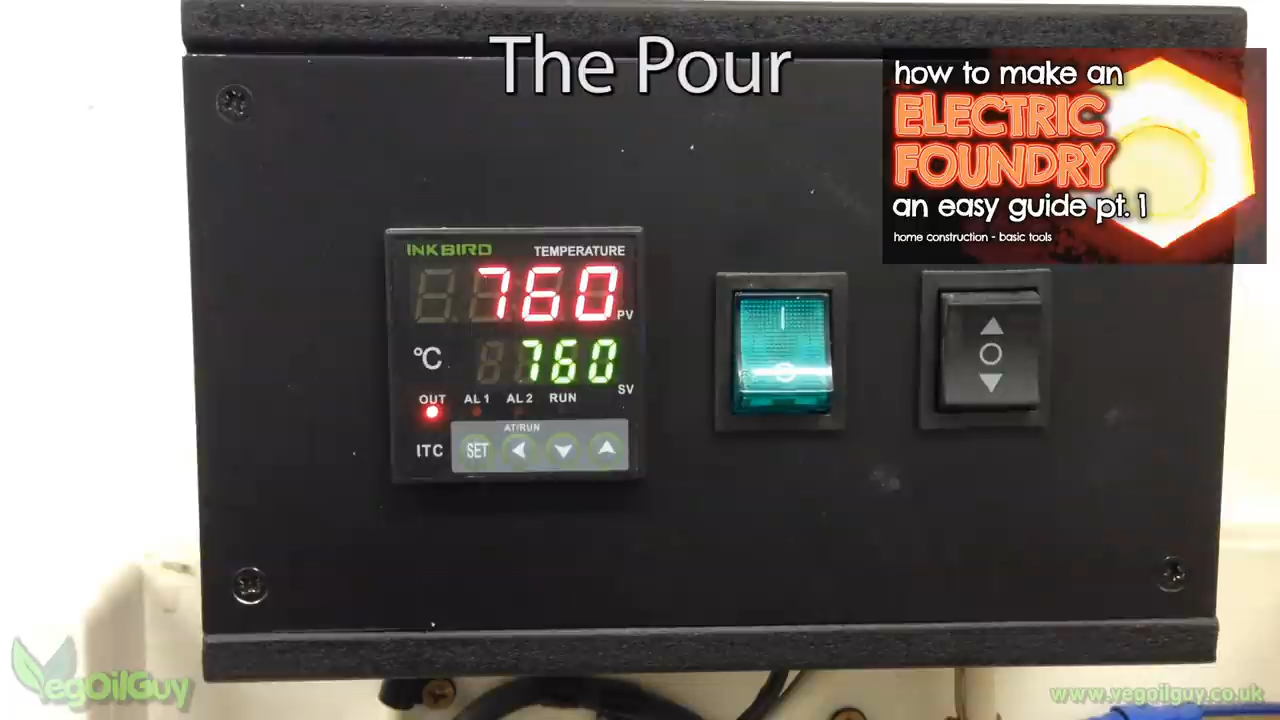 The Pour
how to make an
ELECTRIC
FOUNDRY
an easy guide pt. 1
home construction - basic tools
INKBIRD TEMPERATURE
760 PV
°C 760 SV
OUT AL1 AL2 RUN
AT/RUN
ITC SET
VegOilGuy
www.vegoilguy.co.uk